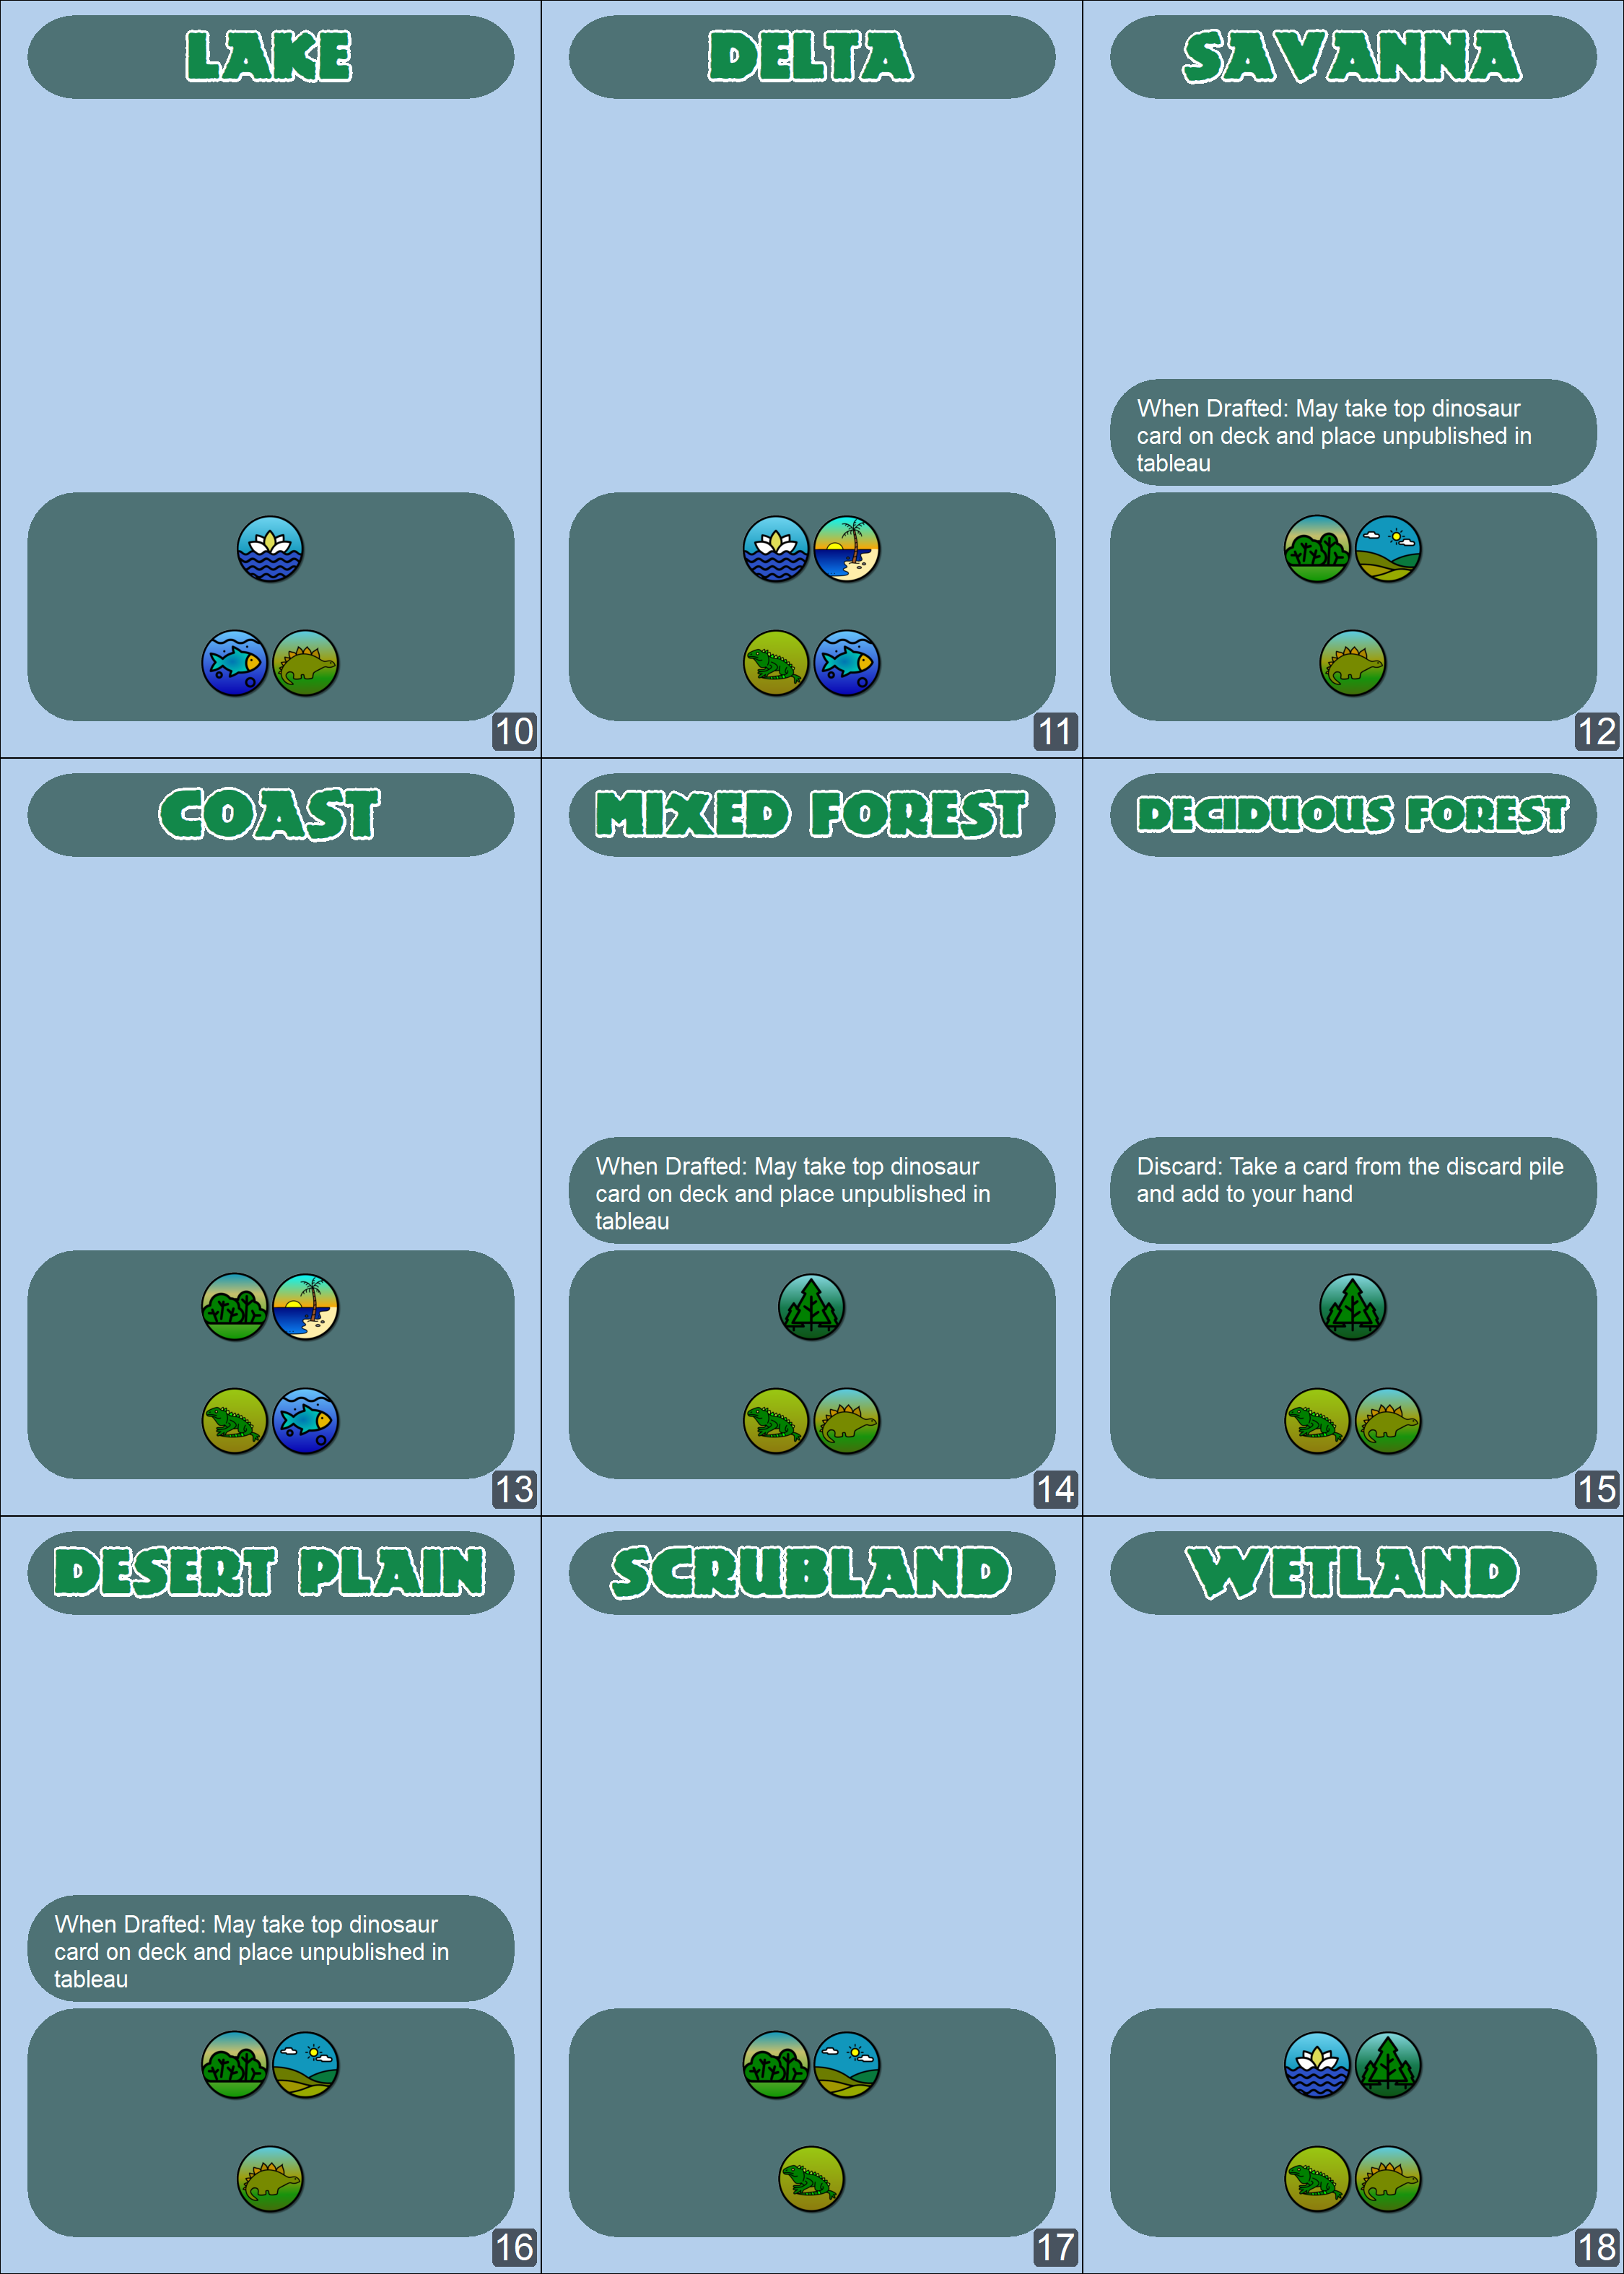 LAKE
10
DELTA
11
SAVANNA
When Drafted: May take top dinosaur
card on deck and place unpublished in
tableau
12
COAST
13
MIXED FOREST
When Drafted: May take top dinosaur
card on deck and place unpublished in
tableau
14
DECIDUOUS FOREST
Discard: Take a card from the discard pile
and add to your hand
15
DESERT PLAIN
When Drafted: May take top dinosaur
card on deck and place unpublished in
tableau
16
SCRUBLAND
17
WETLAND
18